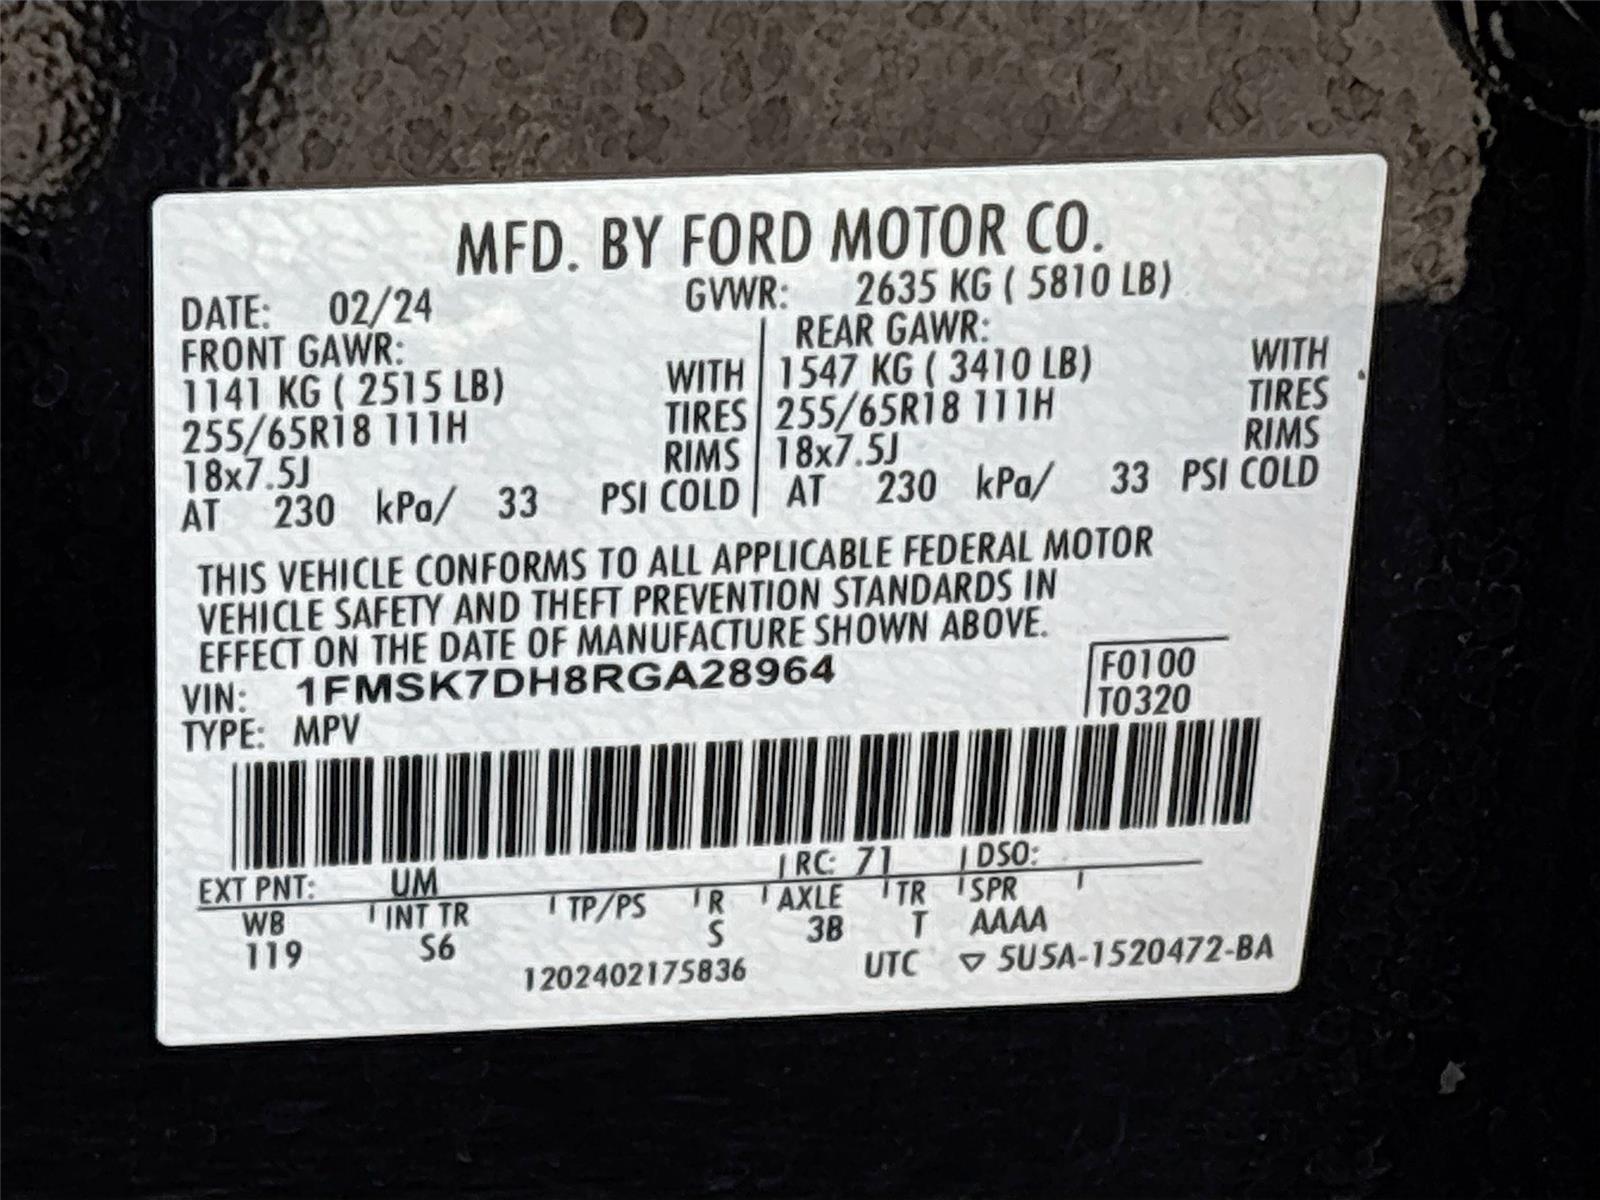 MFD. BY FORD MOTOR CO.
DATE: 02/24 GVWR: 2635 KG ( 5810 LB)
FRONT GAWR: REAR GAWR:
1141 KG ( 2515 LB) WITH 1547 KG ( 3410 LB) WITH
255/65R18 111H TIRES 255/65R18 111H TIRES
18x7.5J RIMS 18x7.5J RIMS
AT 230 kPa/ 33 PSI COLD AT 230 kPa/ 33 PSI COLD
THIS VEHICLE CONFORMS TO ALL APPLICABLE FEDERAL MOTOR
VEHICLE SAFETY AND THEFT PREVENTION STANDARDS IN
EFFECT ON THE DATE OF MANUFACTURE SHOWN ABOVE.
VIN: 1FMSK7DH8RGA28964 F0100
TYPE: MPV T0320
EXT PNT: UM RC: 71 DSO:
WB INT TR TP/PS R AXLE TR SPR
119 S6 S 3B T AAAA
1202402175836 UTC ▽ 5U5A-1520472-BA